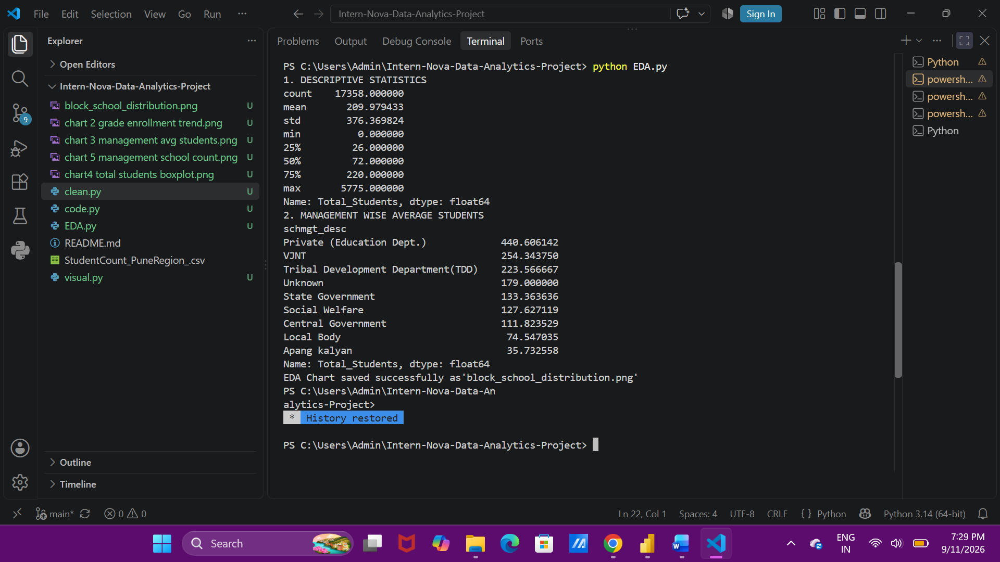 File Edit Selection View Go Run ...
Intern-Nova-Data-Analytics-Project
Sign In
Explorer
Open Editors
Intern-Nova-Data-Analytics-Project
block_school_distribution.png U
chart 2 grade enrollment trend.png U
chart 3 management avg students.png U
chart 5 management school count.png U
chart4 total students boxplot.png U
clean.py U
code.py U
EDA.py U
README.md
StudentCount_PuneRegion_.csv
visual.py U
9
Outline
Timeline
Problems Output Debug Console Terminal Ports
PS C:\Users\Admin\Intern-Nova-Data-Analytics-Project> python EDA.py
1. DESCRIPTIVE STATISTICS
count 17358.000000
mean 209.979433
std 376.369824
min 0.000000
25% 26.000000
50% 72.000000
75% 220.000000
max 5775.000000
Name: Total_Students, dtype: float64
2. MANAGEMENT WISE AVERAGE STUDENTS
schmgt_desc
Private (Education Dept.) 440.606142
VJNT 254.343750
Tribal Development Department(TDD) 223.566667
Unknown 179.000000
State Government 133.363636
Social Welfare 127.627119
Central Government 111.823529
Local Body 74.547035
Apang kalyan 35.732558
Name: Total_Students, dtype: float64
EDA Chart saved successfully as'block_school_distribution.png'
PS C:\Users\Admin\Intern-Nova-Data-An
alytics-Project>
* History restored
PS C:\Users\Admin\Intern-Nova-Data-Analytics-Project>
Python
powersh...
powersh...
powersh...
Python
main* 0 0
Ln 22, Col 1 Spaces: 4 UTF-8 CRLF { } Python Python 3.14 (64-bit)
Search
ENG
IN
7:29 PM
9/11/2026